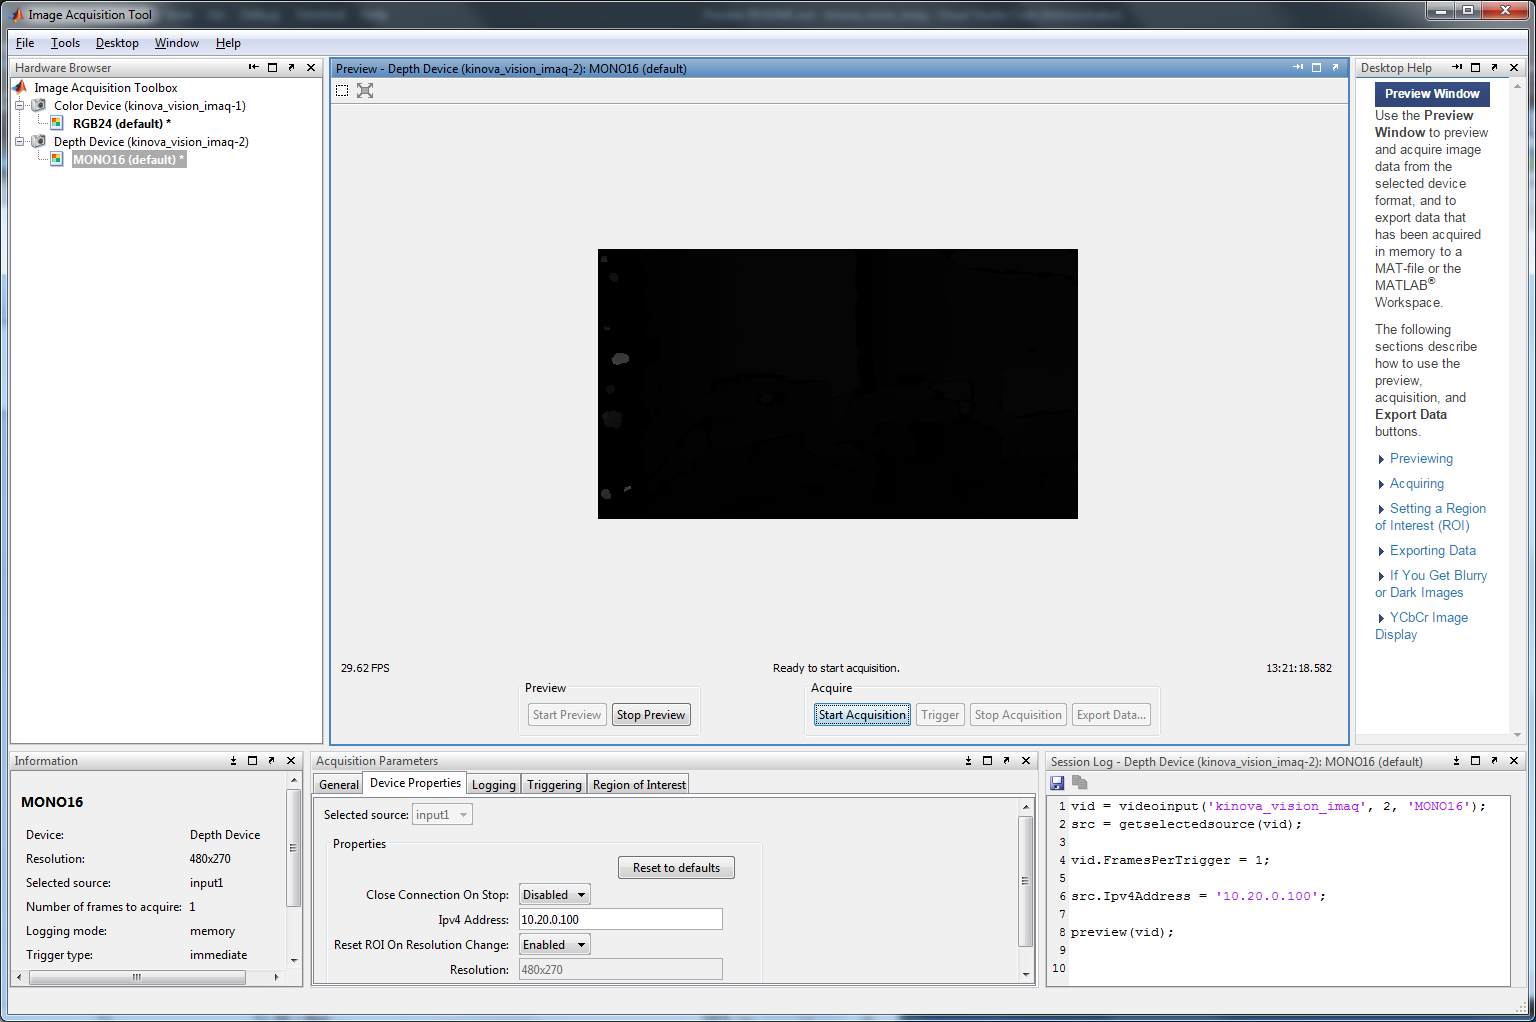 Image Acquisition Tool
File Tools Desktop Window Help
Hardware Browser
Image Acquisition Toolbox
Color Device (kinova_vision_imaq-1)
RGB24 (default) *
Depth Device (kinova_vision_imaq-2)
MONO16 (default) *
Preview - Depth Device (kinova_vision_imaq-2): MONO16 (default)
29.62 FPS
Ready to start acquisition.
13:21:18.582
Preview
Start Preview
Stop Preview
Acquire
Start Acquisition
Trigger
Stop Acquisition
Export Data...
Desktop Help
Preview Window
Use the Preview
Window to preview
and acquire image
data from the
selected device
format, and to
export data that
has been acquired
in memory to a
MAT-file or the
MATLAB®
Workspace.
The following
sections describe
how to use the
preview,
acquisition, and
Export Data
buttons.
Previewing
Acquiring
Setting a Region
of Interest (ROI)
Exporting Data
If You Get Blurry
or Dark Images
YCbCr Image
Display
Information
MONO16
Device: Depth Device
Resolution: 480x270
Selected source: input1
Number of frames to acquire: 1
Logging mode: memory
Trigger type: immediate
Acquisition Parameters
General Device Properties Logging Triggering Region of Interest
Selected source: input1
Properties
Reset to defaults
Close Connection On Stop: Disabled
Ipv4 Address: 10.20.0.100
Reset ROI On Resolution Change: Enabled
Resolution: 480x270
Session Log - Depth Device (kinova_vision_imaq-2): MONO16 (default)
1 vid = videoinput('kinova_vision_imaq', 2, 'MONO16');
2 src = getselectedsource(vid);
3
4 vid.FramesPerTrigger = 1;
5
6 src.Ipv4Address = '10.20.0.100';
7
8 preview(vid);
9
10